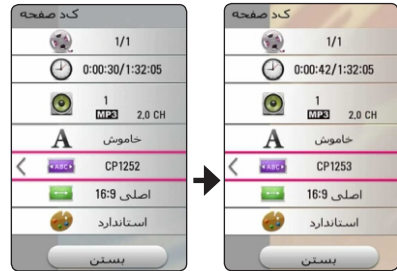 کد صفحه
1/1
0:00:30/1:32:05
1
MP3 2.0 CH
A خاموش
ABC CP1252
اصلی 16:9
استاندارد
بستن
کد صفحه
1/1
0:00:42/1:32:05
1
MP3 2.0 CH
A خاموش
ABC CP1253
اصلی 16:9
استاندارد
بستن